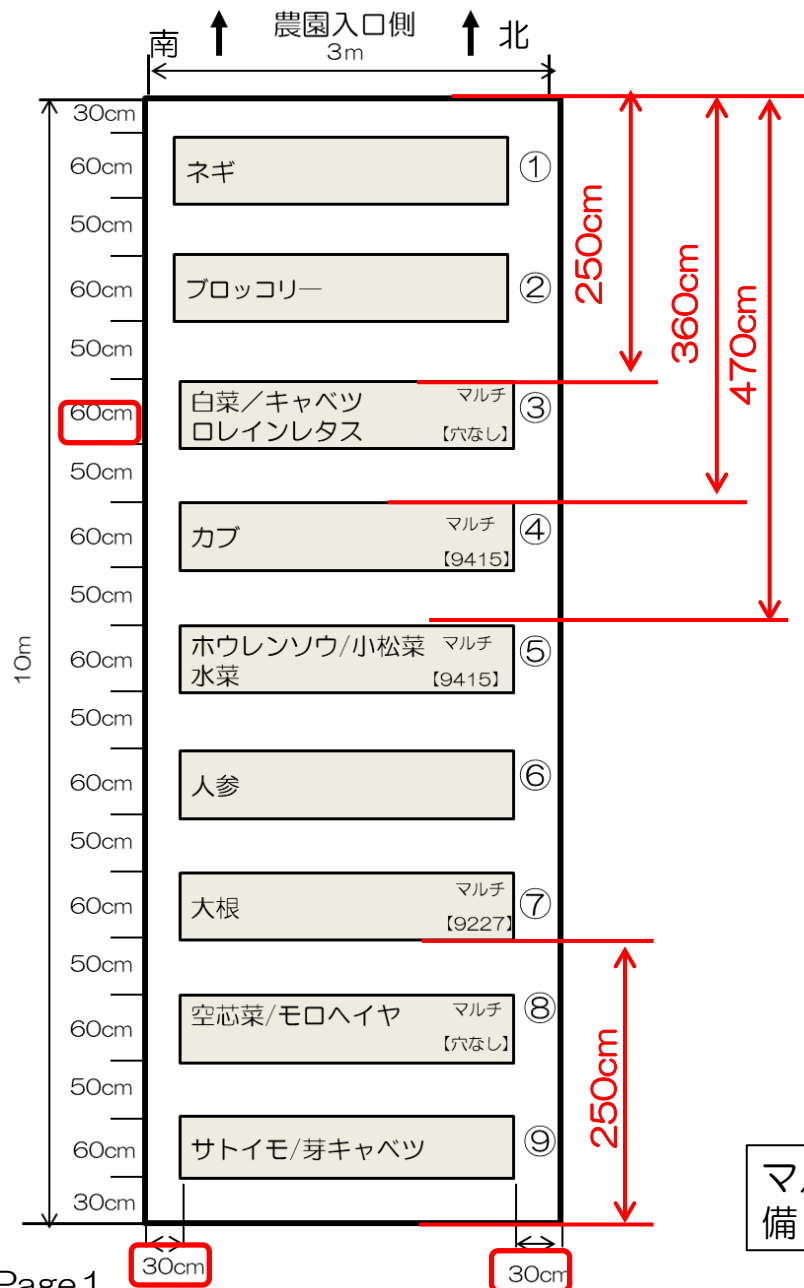 農園入口側
南 北
3m
30cm
60cm
ネギ
①
50cm
60cm
ブロッコリー
②
50cm
250cm
360cm
470cm
60cm
白菜／キャベツ マルチ
ロレインレタス 【穴なし】
③
50cm
60cm
カブ マルチ
【9415】
④
50cm
10m
60cm
ホウレンソウ/小松菜 マルチ
水菜 【9415】
⑤
50cm
60cm
人参
⑥
50cm
60cm
大根 マルチ
【9227】
⑦
50cm
60cm
空芯菜/モロヘイヤ マルチ
【穴なし】
⑧
50cm
250cm
60cm
サトイモ/芽キャベツ
⑨
30cm
30cm
30cm
備
Page1